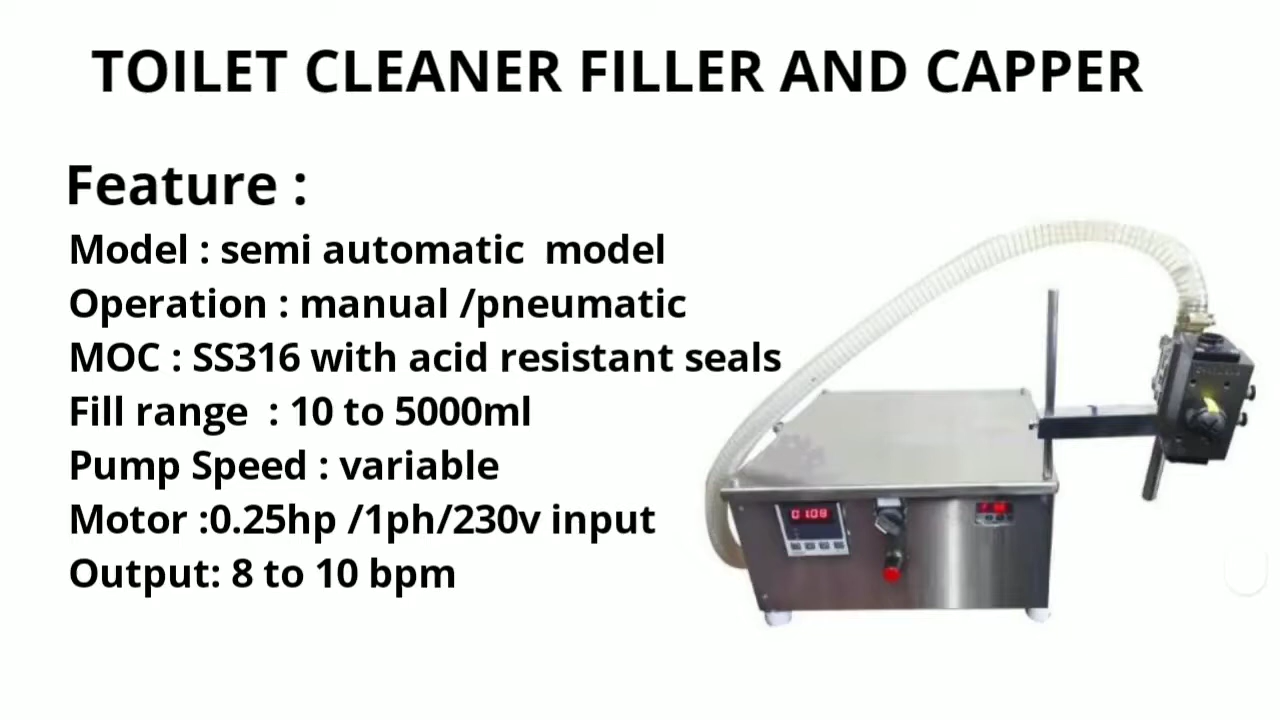 TOILET CLEANER FILLER AND CAPPER
Feature :
Model : semi automatic  model
Operation : manual /pneumatic
MOC : SS316 with acid resistant seals
Fill range  : 10 to 5000ml
Pump Speed : variable
Motor :0.25hp /1ph/230v input
Output: 8 to 10 bpm
0108